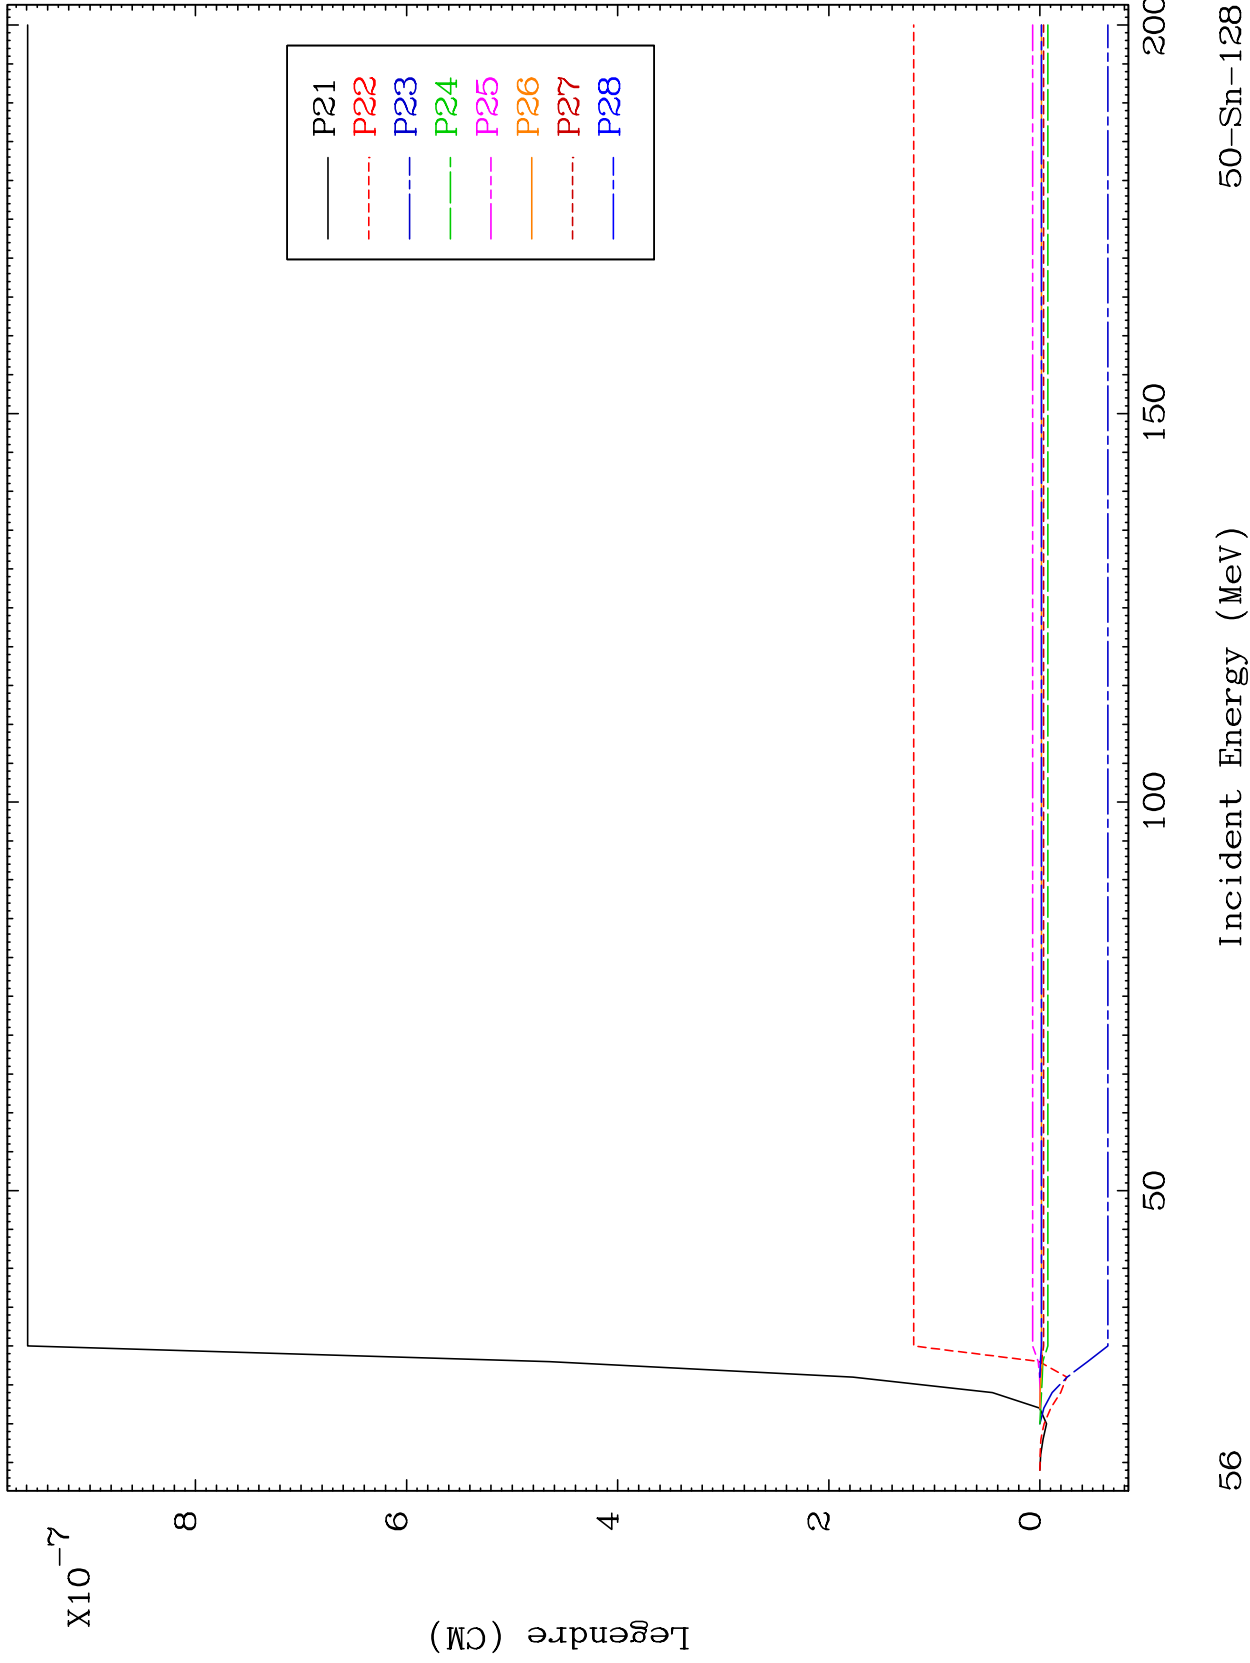 X10-7
8
6
4
2
0
Legendre (CM)
P21
P22
P23
P24
P25
P26
P27
P28
50
100
150
200
Incident Energy (MeV)
56
50-Sn-128